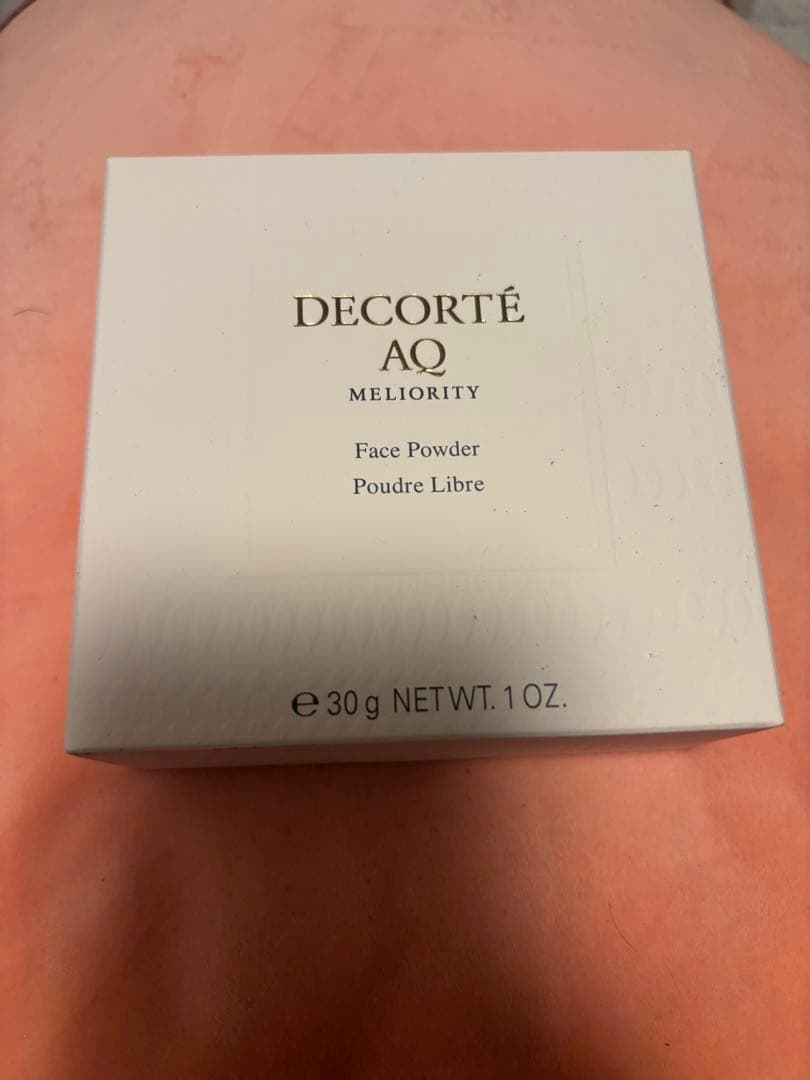 DECORTÉ
AQ
MELIORITY
Face Powder
Poudre Libre
℮ 30 g NET WT. 1 OZ.